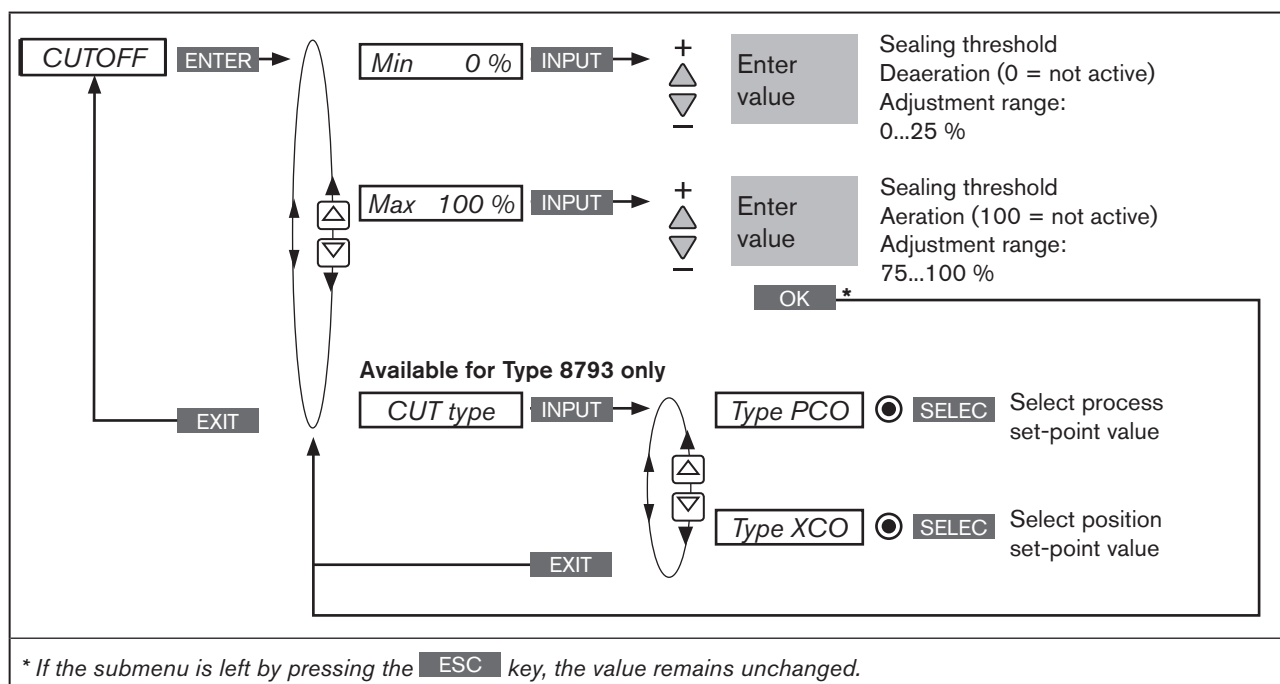 CUTOFF ENTER
Min 0 % INPUT
+
–
Enter
value
Sealing threshold
Deaeration (0 = not active)
Adjustment range:
0...25 %
Max 100 % INPUT
+
–
Enter
value
Sealing threshold
Aeration (100 = not active)
Adjustment range:
75...100 %
OK *
Available for Type 8793 only
CUT type INPUT
Type PCO SELEC
Select process
set-point value
EXIT
Type XCO SELEC
Select position
set-point value
EXIT
* If the submenu is left by pressing the ESC key, the value remains unchanged.